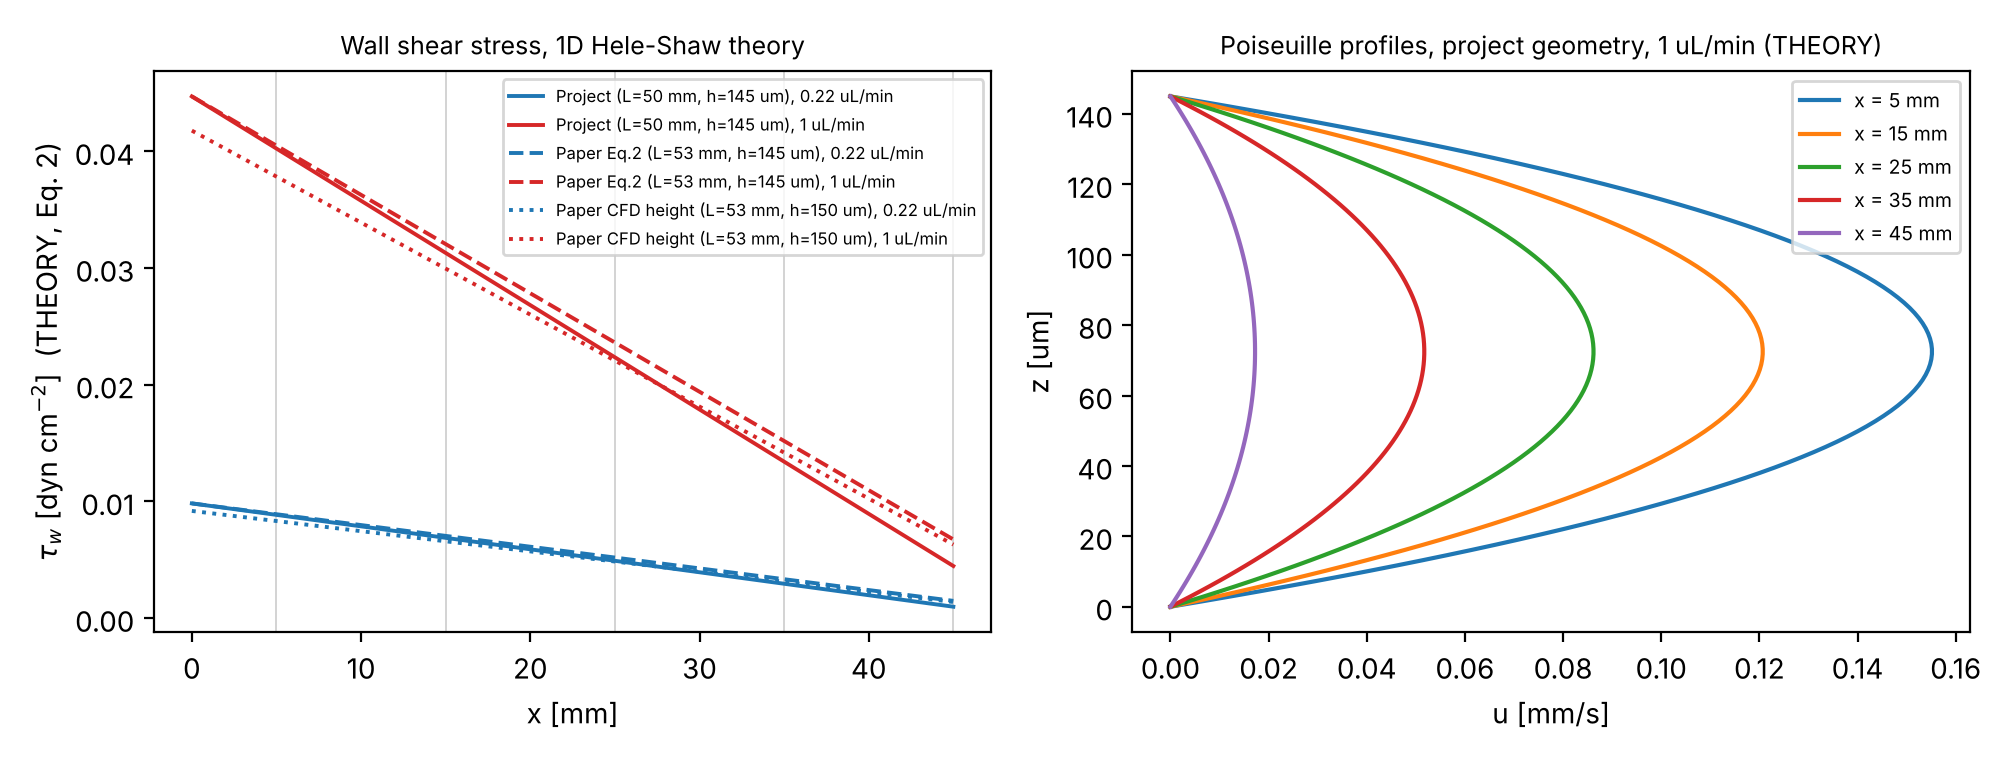 Wall shear stress, 1D Hele-Shaw theory
τw [dyn cm−2] (THEORY, Eq. 2)
0.04
0.03
0.02
0.01
0.00
Project (L=50 mm, h=145 um), 0.22 uL/min
Project (L=50 mm, h=145 um), 1 uL/min
Paper Eq.2 (L=53 mm, h=145 um), 0.22 uL/min
Paper Eq.2 (L=53 mm, h=145 um), 1 uL/min
Paper CFD height (L=53 mm, h=150 um), 0.22 uL/min
Paper CFD height (L=53 mm, h=150 um), 1 uL/min
0 10 20 30 40
x [mm]
Poiseuille profiles, project geometry, 1 uL/min (THEORY)
z [um]
140
120
100
80
60
40
20
0
x = 5 mm
x = 15 mm
x = 25 mm
x = 35 mm
x = 45 mm
0.00 0.02 0.04 0.06 0.08 0.10 0.12 0.14 0.16
u [mm/s]